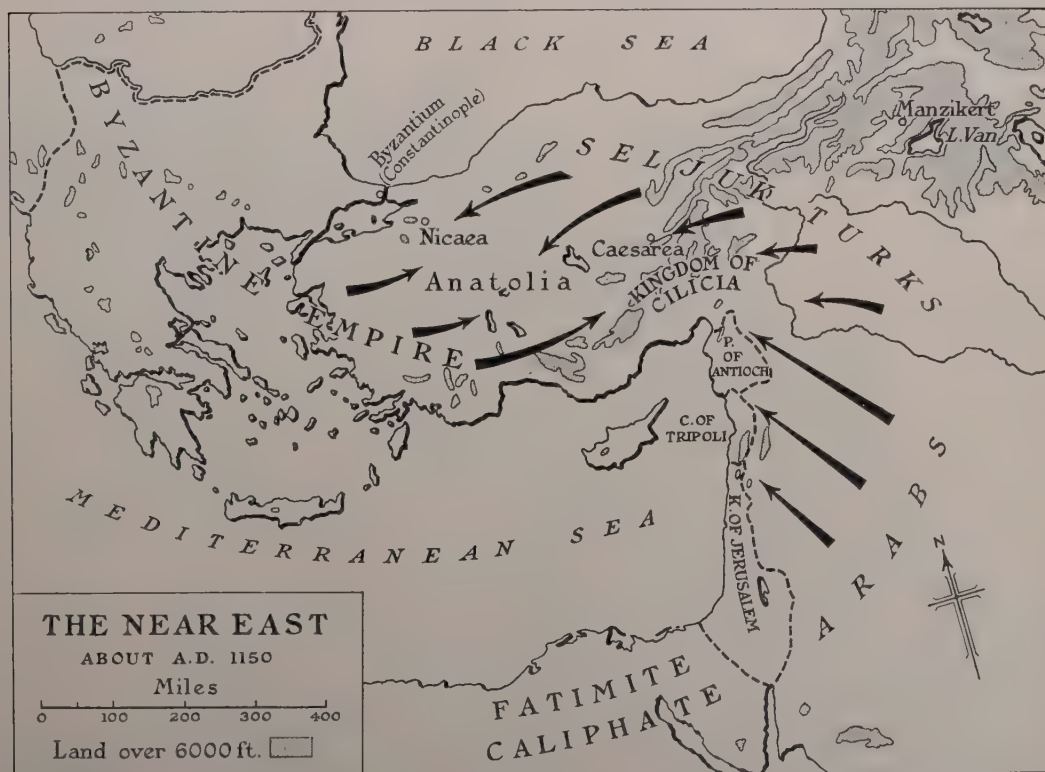 BLACK SEA
BYZANTINE EMPIRE
Byzantium
(Constantinople)
SELJUK TURKS
Manzikert
L. Van
Nicaea
Caesarea
Anatolia
KINGDOM OF
CILICIA
P.
OF
ANTIOCH
C. OF
TRIPOLI
K. OF JERUSALEM
MEDITERRANEAN SEA
ARABS
N
FATIMITE
CALIPHATE
THE NEAR EAST
ABOUT A.D. 1150
Miles
0 100 200 300 400
Land over 6000 ft.